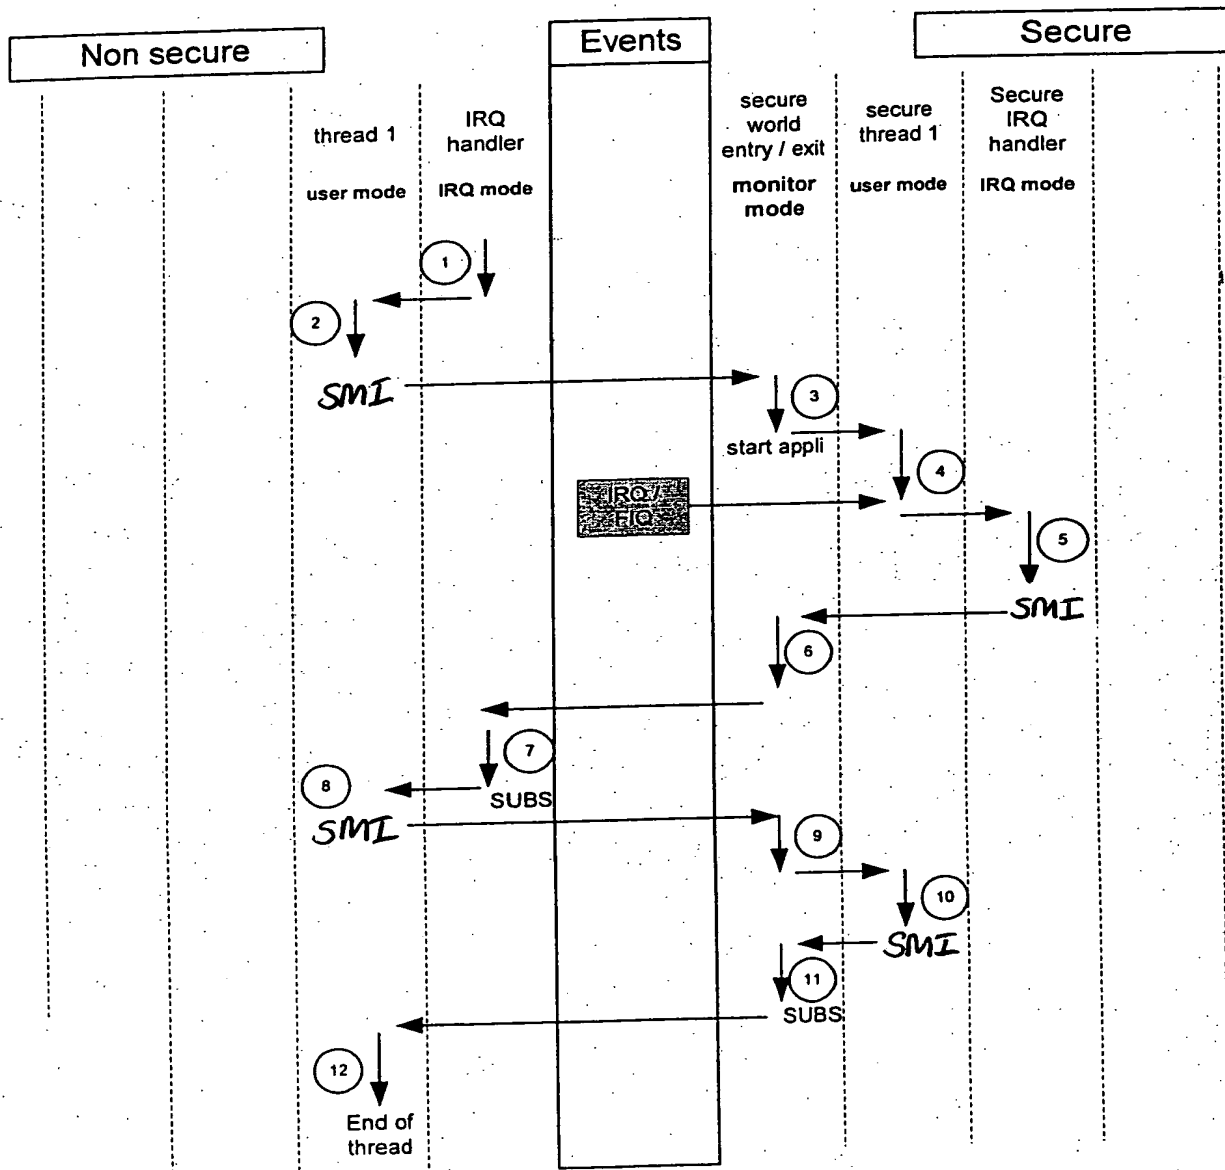 Non secure
Events
Secure
thread 1
user mode
IRQ
handler
IRQ mode
secure
world
entry / exit
monitor
mode
secure
thread 1
user mode
Secure
IRQ
handler
IRQ mode
1
2
SMI
3
start appli
4
IRQ /
FIQ
5
SMI
6
7
8
SUBS
SMI
9
10
SMI
11
SUBS
12
End of
thread